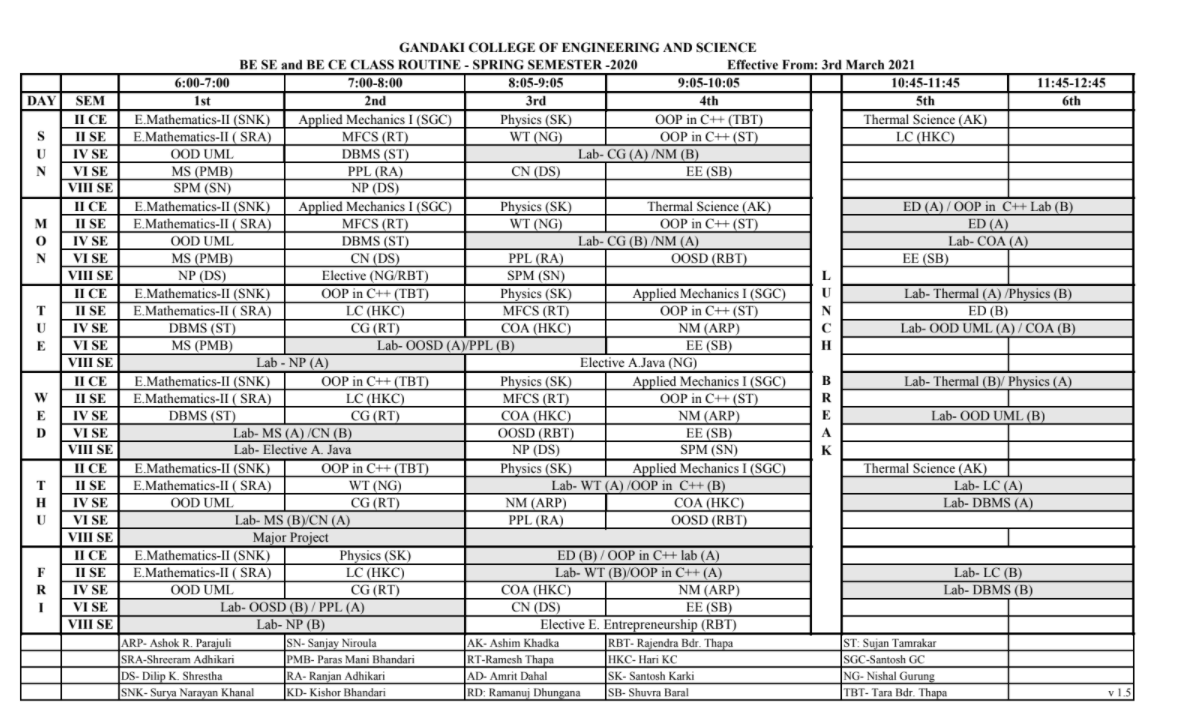 GANDAKI COLLEGE OF ENGINEERING AND SCIENCE
BE SE and BE CE CLASS ROUTINE - SPRING SEMESTER -2020 Effective From: 3rd March 2021
6:00-7:00 7:00-8:00 8:05-9:05 9:05-10:05 10:45-11:45 11:45-12:45
DAY SEM 1st 2nd 3rd 4th 5th 6th
II CE E.Mathematics-II (SNK) Applied Mechanics I (SGC) Physics (SK) OOP in C++ (TBT) Thermal Science (AK)
S II SE E.Mathematics-II ( SRA) MFCS (RT) WT (NG) OOP in C++ (ST) LC (HKC)
U IV SE OOD UML DBMS (ST) Lab- CG (A) /NM (B)
N VI SE MS (PMB) PPL (RA) CN (DS) EE (SB)
VIII SE SPM (SN) NP (DS)
II CE E.Mathematics-II (SNK) Applied Mechanics I (SGC) Physics (SK) Thermal Science (AK) ED (A) / OOP in C++ Lab (B)
M II SE E.Mathematics-II ( SRA) MFCS (RT) WT (NG) OOP in C++ (ST) ED (A)
O IV SE OOD UML DBMS (ST) Lab- CG (B) /NM (A) Lab- COA (A)
N VI SE MS (PMB) CN (DS) PPL (RA) OOSD (RBT) EE (SB)
VIII SE NP (DS) Elective (NG/RBT) SPM (SN) L
II CE E.Mathematics-II (SNK) OOP in C++ (TBT) Physics (SK) Applied Mechanics I (SGC) U Lab- Thermal (A) /Physics (B)
T II SE E.Mathematics-II ( SRA) LC (HKC) MFCS (RT) OOP in C++ (ST) N ED (B)
U IV SE DBMS (ST) CG (RT) COA (HKC) NM (ARP) C Lab- OOD UML (A) / COA (B)
E VI SE MS (PMB) Lab- OOSD (A)/PPL (B) EE (SB) H
VIII SE Lab - NP (A) Elective A.Java (NG)
II CE E.Mathematics-II (SNK) OOP in C++ (TBT) Physics (SK) Applied Mechanics I (SGC) B Lab- Thermal (B)/ Physics (A)
W II SE E.Mathematics-II ( SRA) LC (HKC) MFCS (RT) OOP in C++ (ST) R
E IV SE DBMS (ST) CG (RT) COA (HKC) NM (ARP) E Lab- OOD UML (B)
D VI SE Lab- MS (A) /CN (B) OOSD (RBT) EE (SB) A
VIII SE Lab- Elective A. Java NP (DS) SPM (SN) K
II CE E.Mathematics-II (SNK) OOP in C++ (TBT) Physics (SK) Applied Mechanics I (SGC) Thermal Science (AK)
T II SE E.Mathematics-II ( SRA) WT (NG) Lab- WT (A) /OOP in C++ (B) Lab- LC (A)
H IV SE OOD UML CG (RT) NM (ARP) COA (HKC) Lab- DBMS (A)
U VI SE Lab- MS (B)/CN (A) PPL (RA) OOSD (RBT)
VIII SE Major Project
II CE E.Mathematics-II (SNK) Physics (SK) ED (B) / OOP in C++ lab (A)
F II SE E.Mathematics-II ( SRA) LC (HKC) Lab- WT (B)/OOP in C++ (A) Lab- LC (B)
R IV SE OOD UML CG (RT) COA (HKC) NM (ARP) Lab- DBMS (B)
I VI SE Lab- OOSD (B) / PPL (A) CN (DS) EE (SB)
VIII SE Lab- NP (B) Elective E. Entrepreneurship (RBT)
ARP- Ashok R. Parajuli SN- Sanjay Niroula AK- Ashim Khadka RBT- Rajendra Bdr. Thapa ST: Sujan Tamrakar
SRA-Shreeram Adhikari PMB- Paras Mani Bhandari RT-Ramesh Thapa HKC- Hari KC SGC-Santosh GC
DS- Dilip K. Shrestha RA- Ranjan Adhikari AD- Amrit Dahal SK- Santosh Karki NG- Nishal Gurung
SNK- Surya Narayan Khanal KD- Kishor Bhandari RD: Ramanuj Dhungana SB- Shuvra Baral TBT- Tara Bdr. Thapa v 1.5